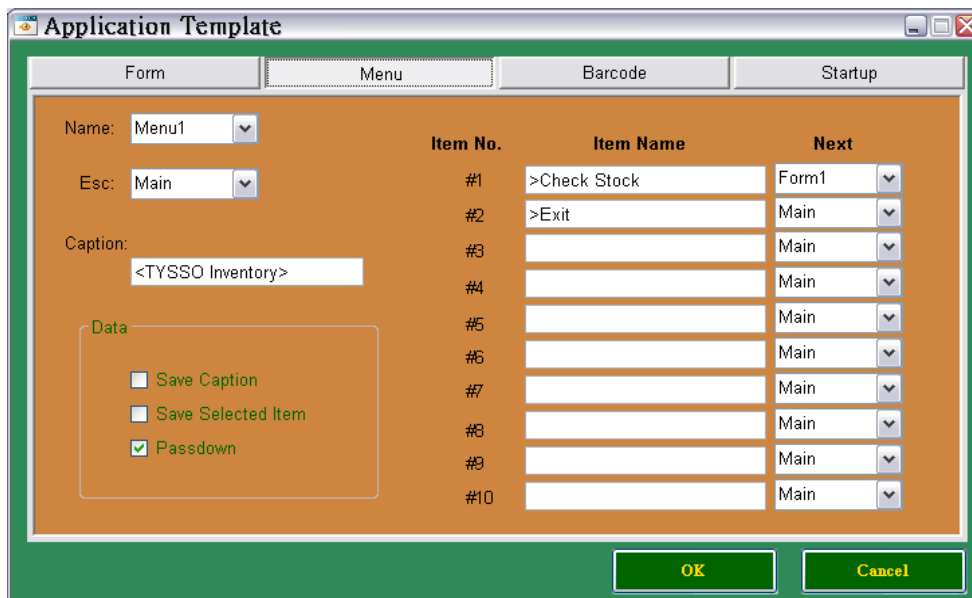 Application Template
Form Menu Barcode Startup
Name: Menu1
Esc: Main
Caption:
<TYSSO Inventory>
Data
Save Caption
Save Selected Item
Passdown
Item No. Item Name Next
#1 >Check Stock Form1
#2 >Exit Main
#3 Main
#4 Main
#5 Main
#6 Main
#7 Main
#8 Main
#9 Main
#10 Main
OK Cancel